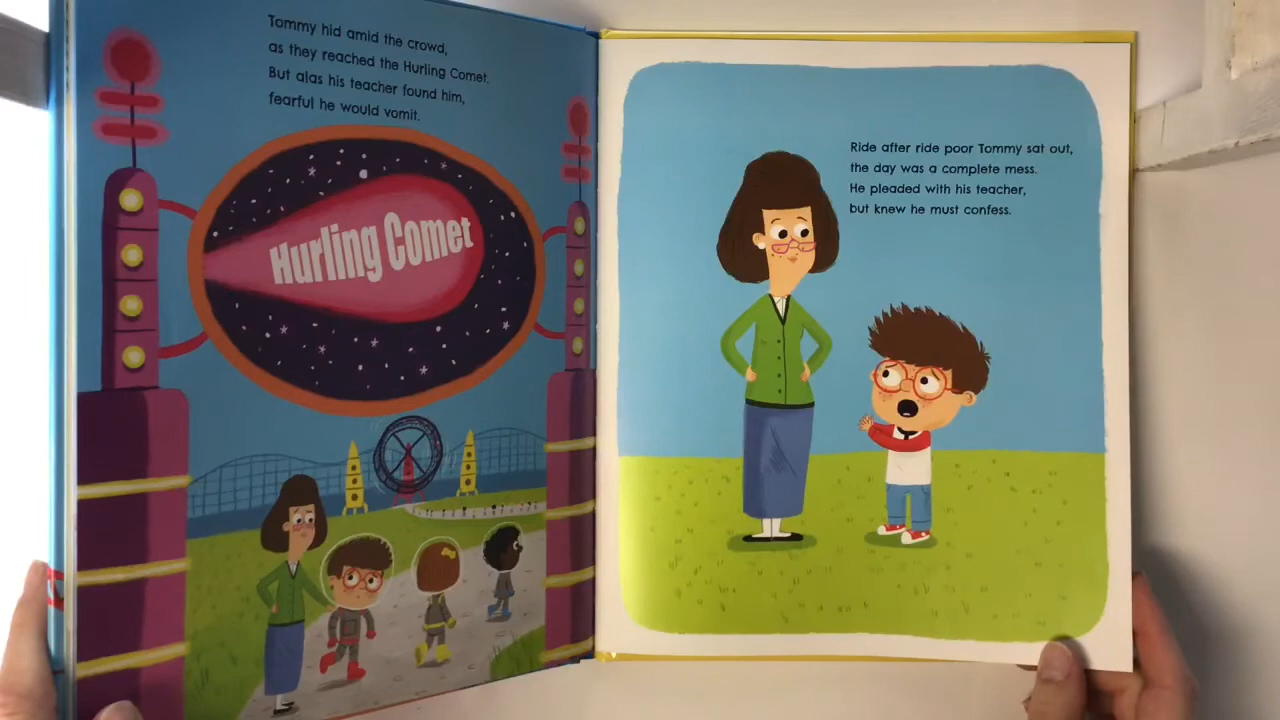 Tommy hid amid the crowd,
as they reached the Hurling Comet.
But alas his teacher found him,
fearful he would vomit.
Hurling Comet
Ride after ride poor Tommy sat out,
the day was a complete mess.
He pleaded with his teacher,
but knew he must confess.